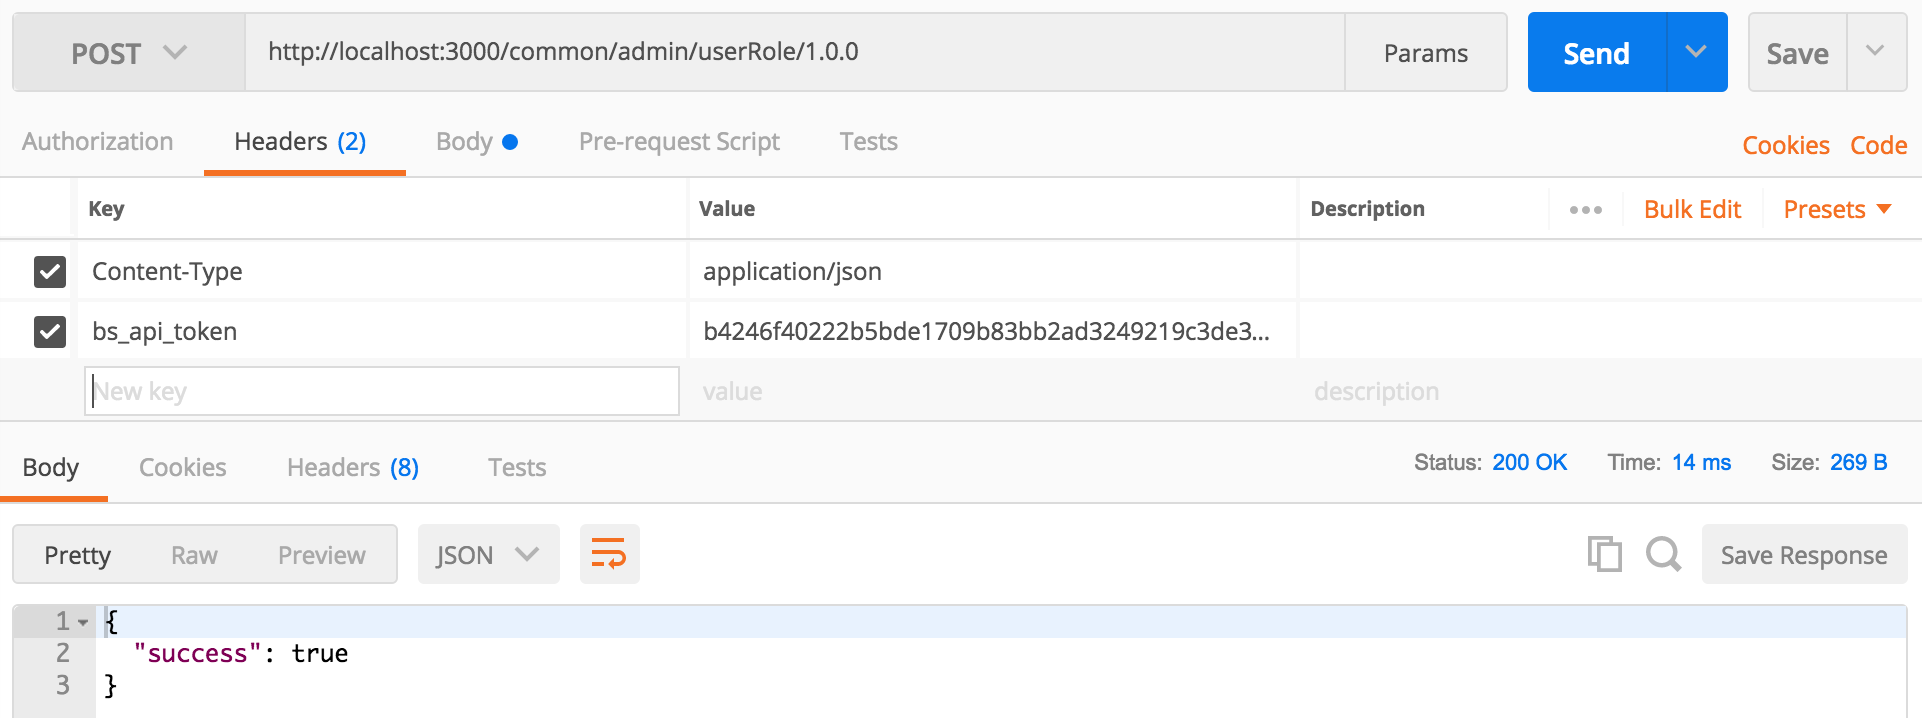 POST http://localhost:3000/common/admin/userRole/1.0.0 Params Send Save
Authorization Headers (2) Body Pre-request Script Tests Cookies Code
Key Value Description Bulk Edit Presets
Content-Type application/json
bs_api_token b4246f40222b5bde1709b83bb2ad3249219c3de3...
New key value description
Body Cookies Headers (8) Tests Status: 200 OK Time: 14 ms Size: 269 B
Pretty Raw Preview JSON Save Response
1 {
2 "success": true
3 }